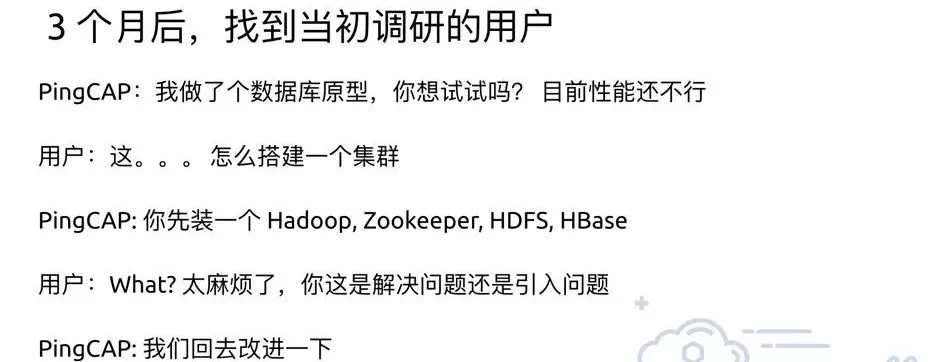 3 个月后，找到当初调研的用户
PingCAP：我做了个数据库原型，你想试试吗？ 目前性能还不行
用户：这。。。 怎么搭建一个集群
PingCAP: 你先装一个 Hadoop, Zookeeper, HDFS, HBase
用户：What? 太麻烦了，你这是解决问题还是引入问题
PingCAP: 我们回去改进一下